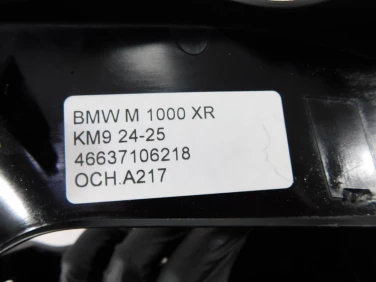 BMW M 1000 XR
KM9 24-25
46637106218
OCH.A217